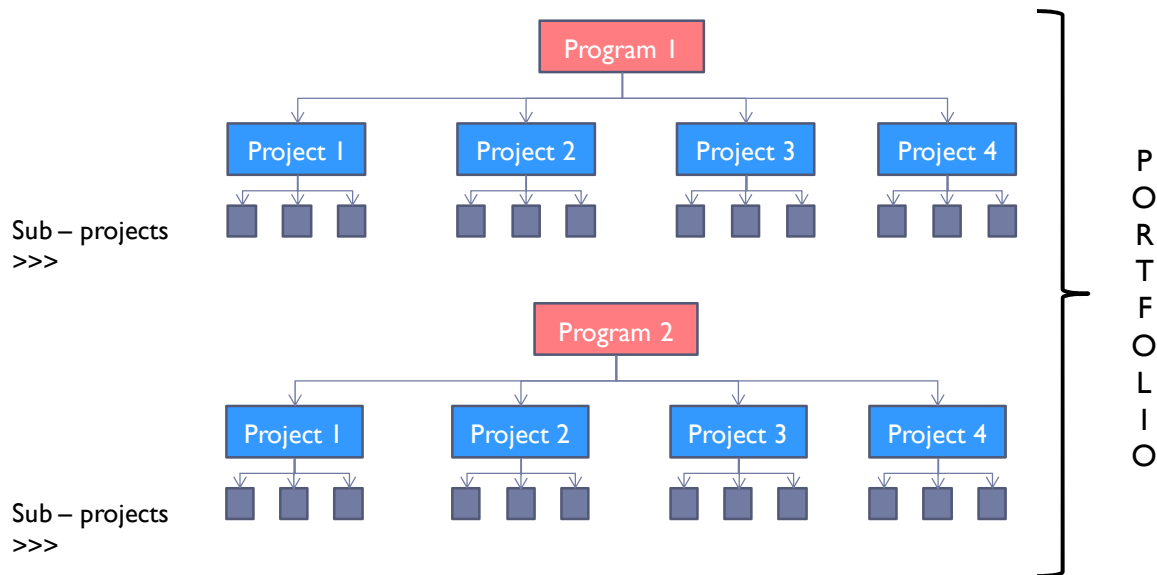 Program 1
Project 1
Project 2
Project 3
Project 4
Sub – projects
>>>
Program 2
Project 1
Project 2
Project 3
Project 4
Sub – projects
>>>
P
O
R
T
F
O
L
I
O